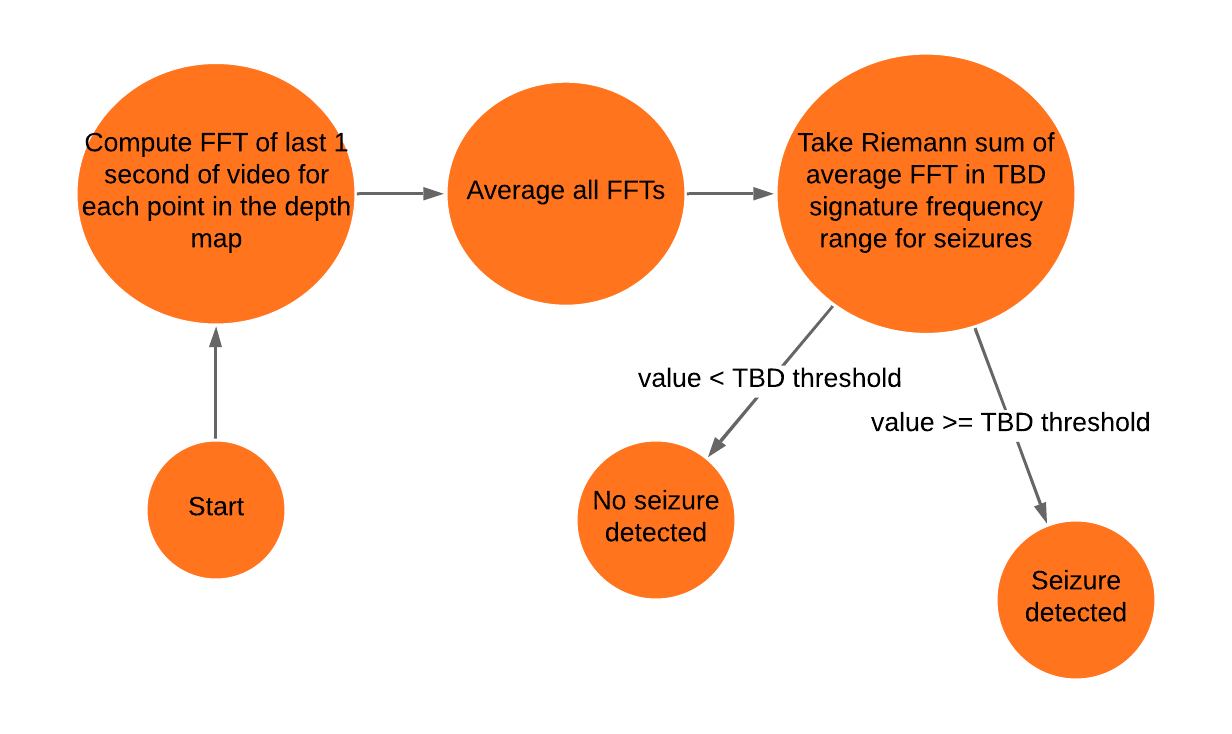 Compute FFT of last 1
second of video for
each point in the depth
map
Average all FFTs
Take Riemann sum of
average FFT in TBD
signature frequency
range for seizures
value < TBD threshold
value >= TBD threshold
Start
No seizure
detected
Seizure
detected